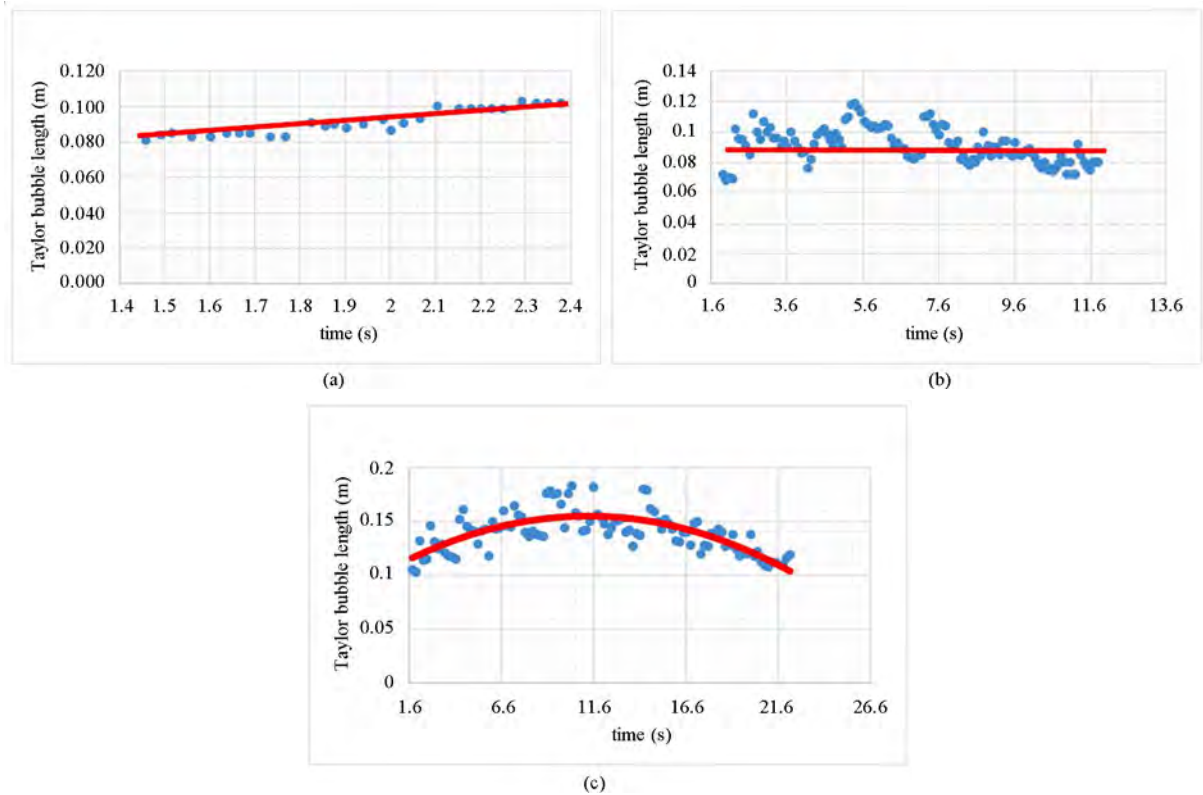 0.120
0.100
0.080
0.060
0.040
0.020
0.000
Taylor bubble length (m)
1.4 1.5 1.6 1.7 1.8 1.9 2 2.1 2.2 2.3 2.4
time (s)
(a)
0.14
0.12
0.1
0.08
0.06
0.04
0.02
0
Taylor bubble length (m)
1.6 3.6 5.6 7.6 9.6 11.6 13.6
time (s)
(b)
0.2
0.15
0.1
0.05
0
Taylor bubble length (m)
1.6 6.6 11.6 16.6 21.6 26.6
time (s)
(c)